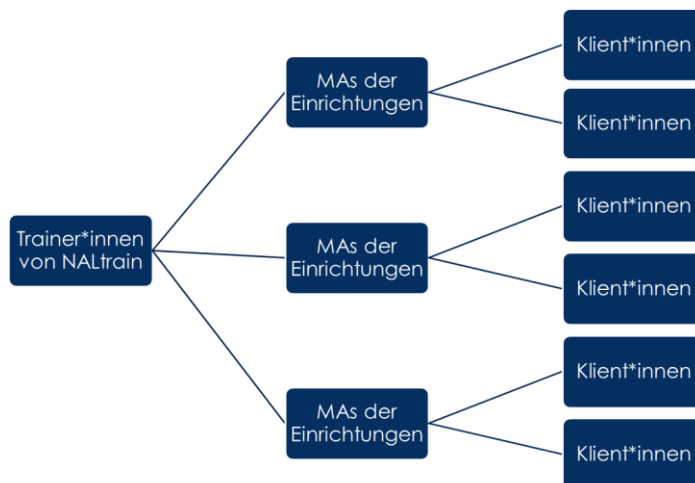 Trainer*innen
von NALtrain
MAs der
Einrichtungen
Klient*innen
Klient*innen
MAs der
Einrichtungen
Klient*innen
Klient*innen
MAs der
Einrichtungen
Klient*innen
Klient*innen